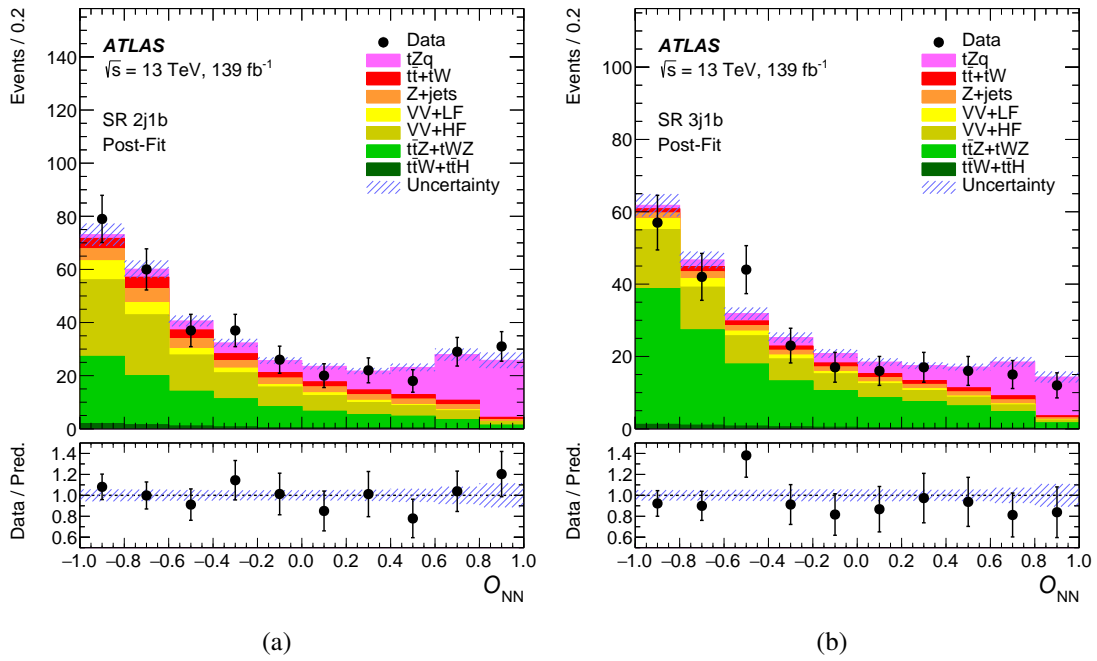 Events / 0.2
140
120
100
80
60
40
20
0
ATLAS
√s = 13 TeV, 139 fb⁻¹
SR 2j1b
Post-Fit
Data
tZq
tt̄+tW
Z+jets
VV+LF
VV+HF
tt̄Z+tWZ
tt̄W+tt̄H
Uncertainty
Data / Pred.
1.4
1.2
1.0
0.8
0.6
−1.0 −0.8 −0.6 −0.4 −0.2 0.0 0.2 0.4 0.6 0.8 1.0
O_NN
(a)
Events / 0.2
100
80
60
40
20
0
ATLAS
√s = 13 TeV, 139 fb⁻¹
SR 3j1b
Post-Fit
Data
tZq
tt̄+tW
Z+jets
VV+LF
VV+HF
tt̄Z+tWZ
tt̄W+tt̄H
Uncertainty
Data / Pred.
1.4
1.2
1.0
0.8
0.6
−1.0 −0.8 −0.6 −0.4 −0.2 0.0 0.2 0.4 0.6 0.8 1.0
O_NN
(b)